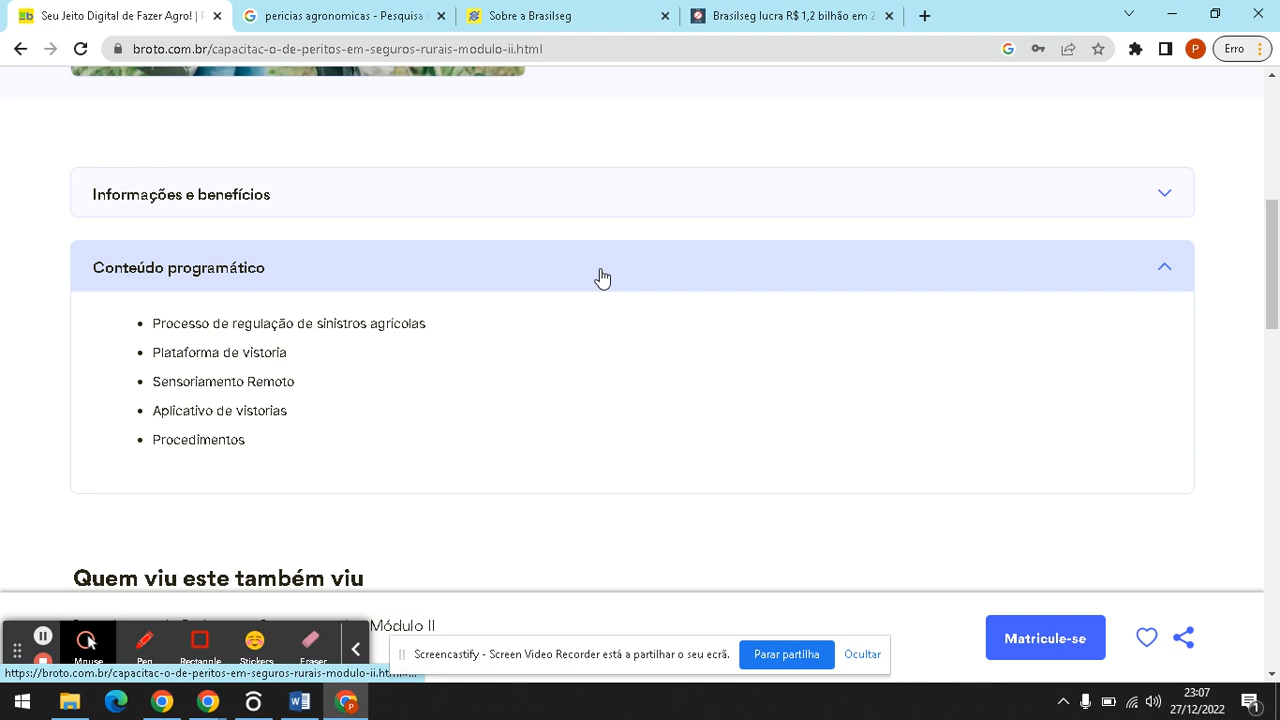 Seu Jeito Digital de Fazer Agro! | F
pericias agronomicas - Pesquisa
Sobre a Brasilseg
Brasilseg lucra R$ 1,2 bilhão em 2
broto.com.br/capacitac-o-de-peritos-em-seguros-rurais-modulo-ii.html
P
Erro
Informações e benefícios
Conteúdo programático
• Processo de regulação de sinistros agrícolas
• Plataforma de vistoria
• Sensoriamento Remoto
• Aplicativo de vistorias
• Procedimentos
Quem viu este também viu
Módulo II
Matricule-se
Mouse
Pen
Rectangle
Stickers
Eraser
Screencastify - Screen Video Recorder está a partilhar o seu ecrã.
Parar partilha
Ocultar
https://broto.com.br/capacitac-o-de-peritos-em-seguros-rurais-modulo-ii.html...
23:07
27/12/2022
1